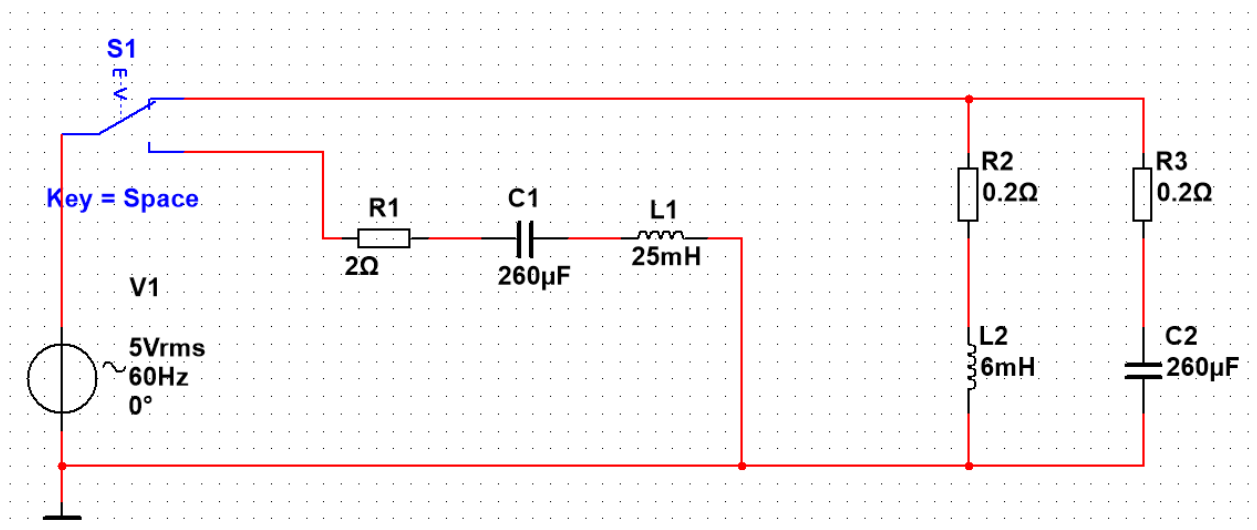 S1
Key = Space
V1
5Vrms
60Hz
0°
R1
2Ω
C1
260µF
L1
25mH
R2
0.2Ω
R3
0.2Ω
L2
6mH
C2
260µF